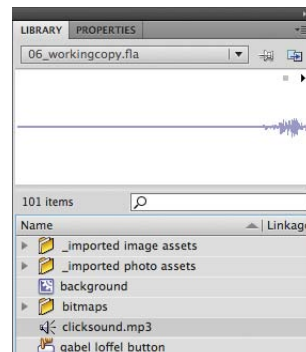 LIBRARY PROPERTIES
06_workingcopy.fla
101 items
Name Linkage
_imported image assets
_imported photo assets
background
bitmaps
clicksound.mp3
gabel loffel button